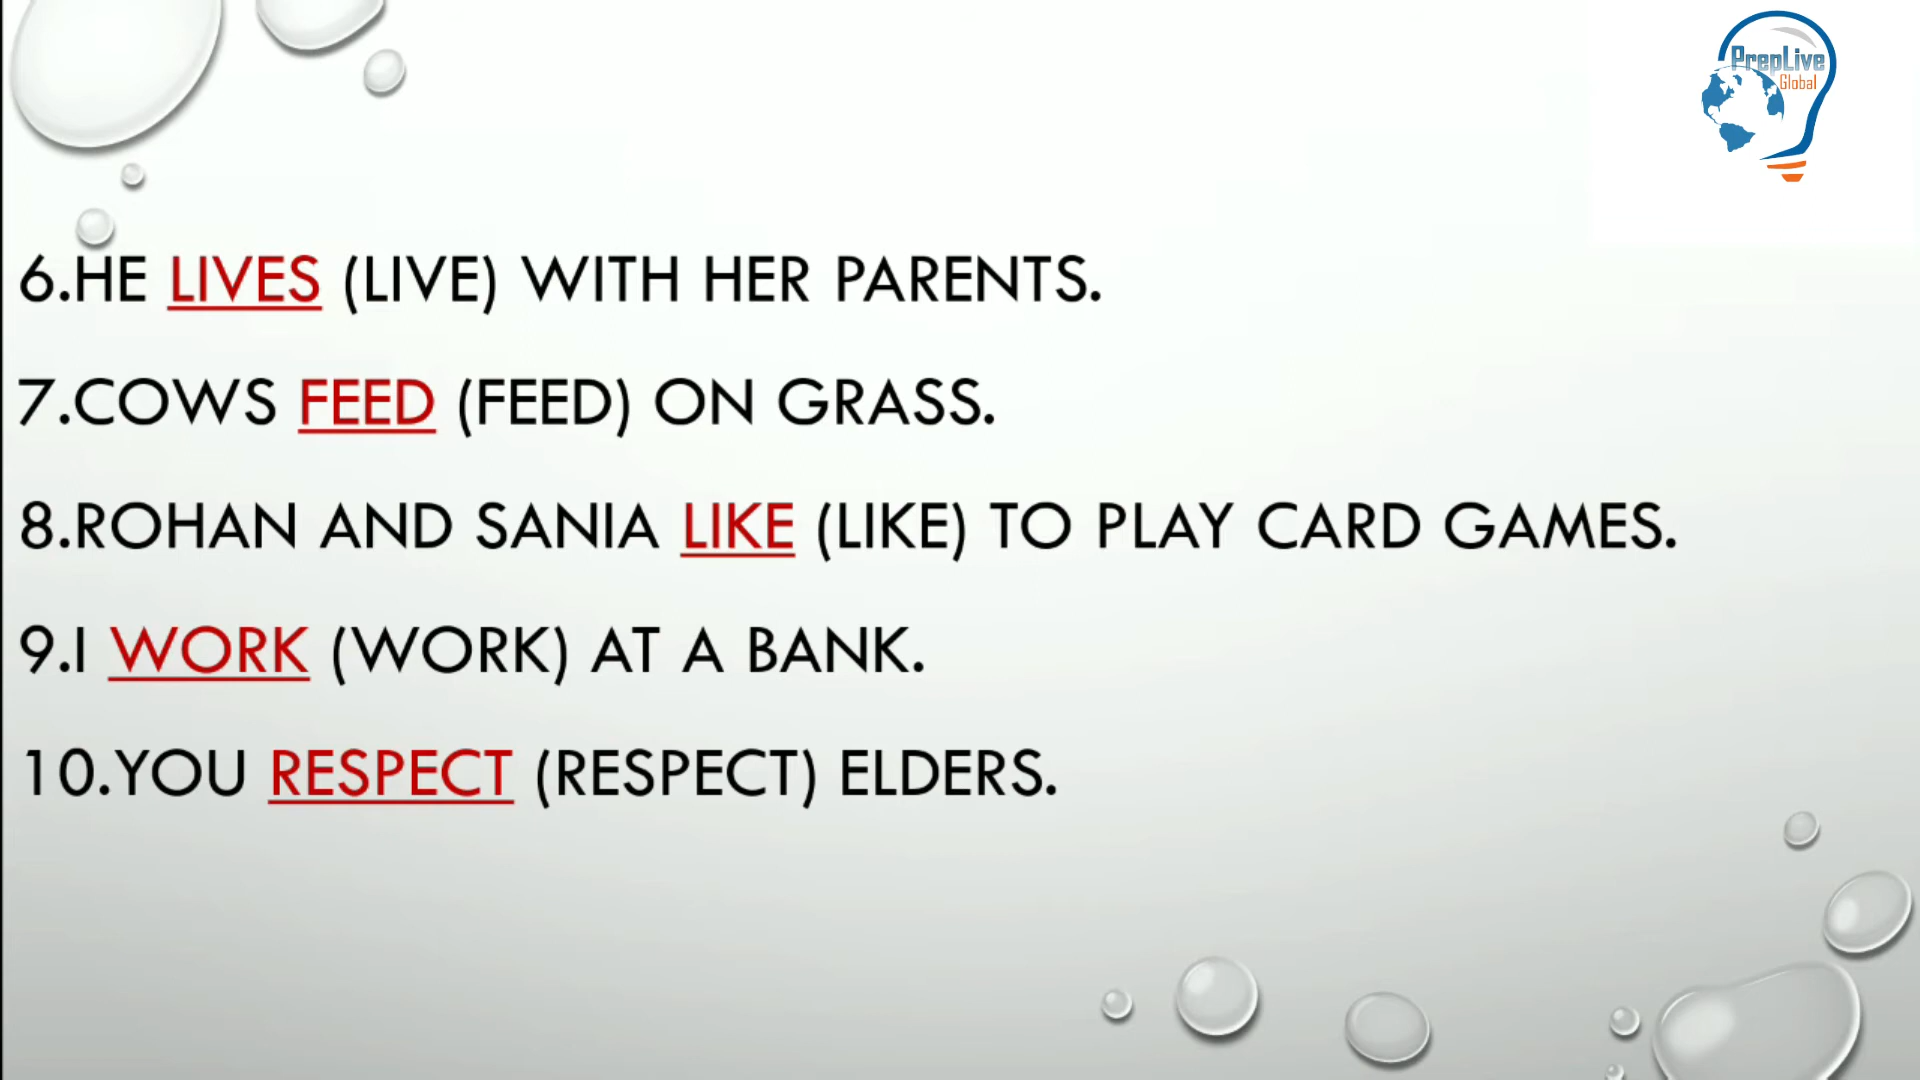 PrepLive
Global
6.HE LIVES (LIVE) WITH HER PARENTS.
7.COWS FEED (FEED) ON GRASS.
8.ROHAN AND SANIA LIKE (LIKE) TO PLAY CARD GAMES.
9.I WORK (WORK) AT A BANK.
10.YOU RESPECT (RESPECT) ELDERS.